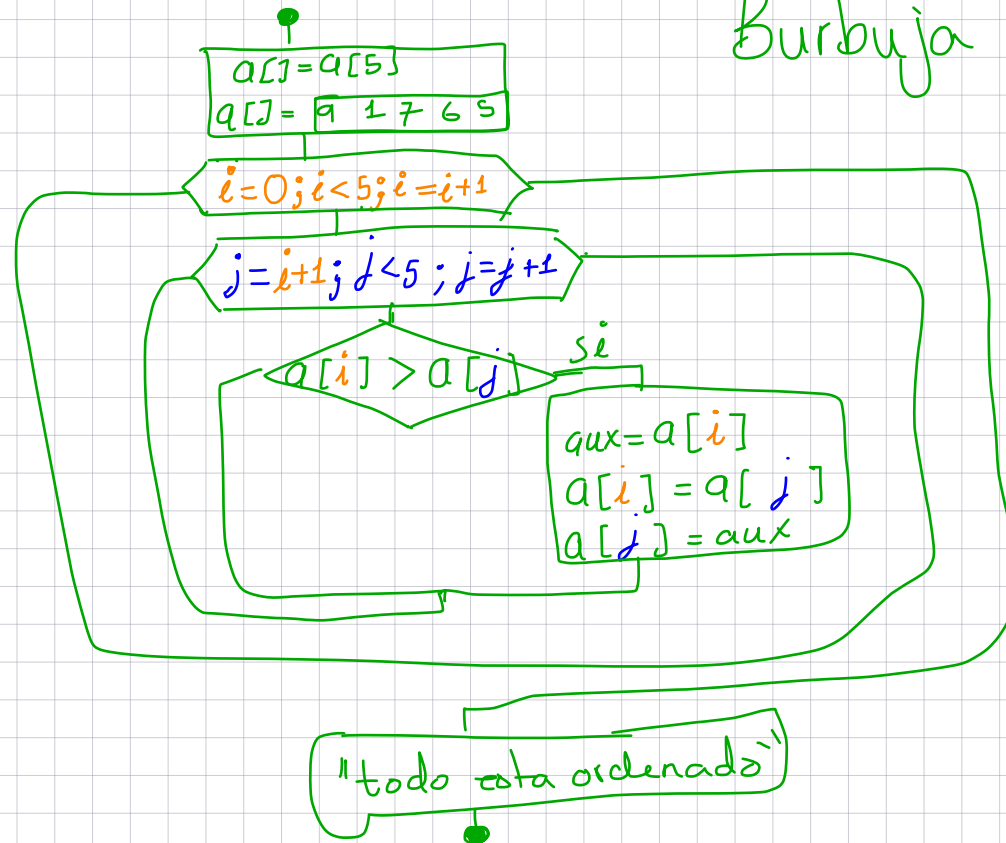 Burbuja
a[]=a[5]
a[]= 9 1 7 6 5
i=0;i<5;i=i+1
j=i+1;j<5;j=j+1
si
a[i]>a[j]
aux=a[i]
a[i]=a[j]
a[j]=aux
"todo esta ordenado"